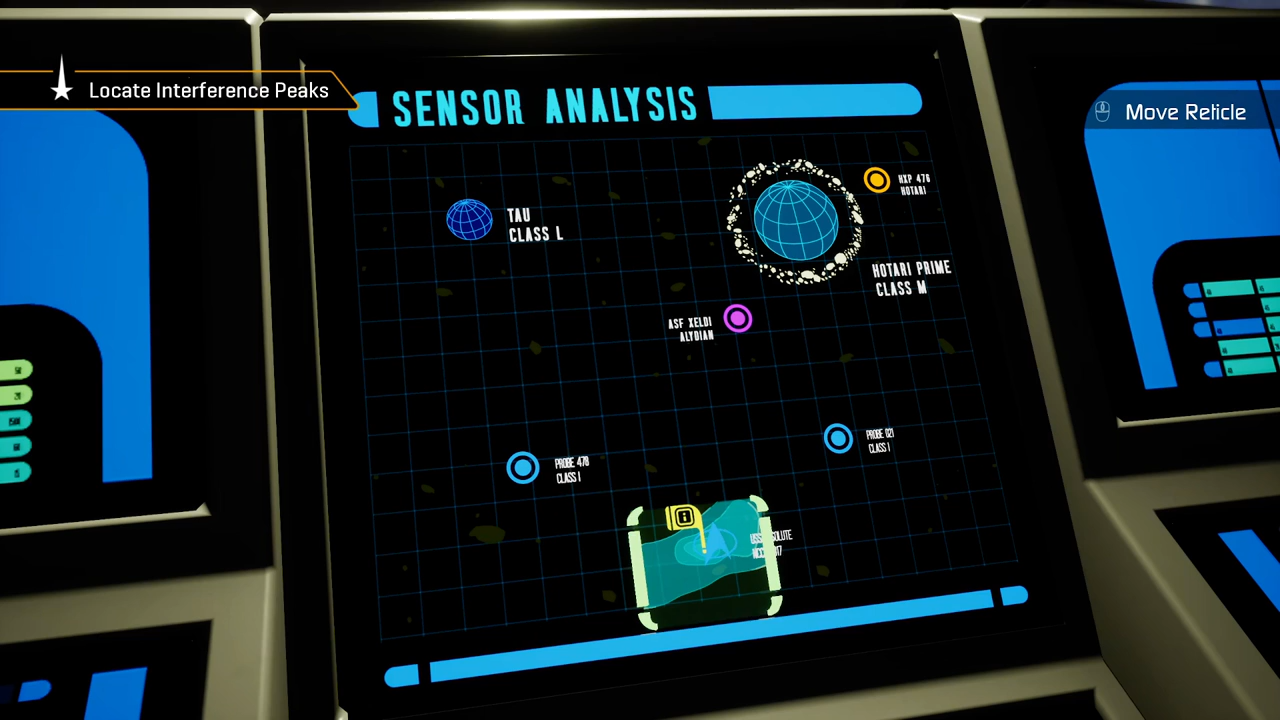 Locate Interference Peaks
SENSOR ANALYSIS
Move Reticle
HXP 476
HOTARI
TAU
CLASS L
HOTARI PRIME
CLASS M
ASF XELDI
ALYDIAN
PROBE 478
CLASS I
PROBE 021
CLASS I